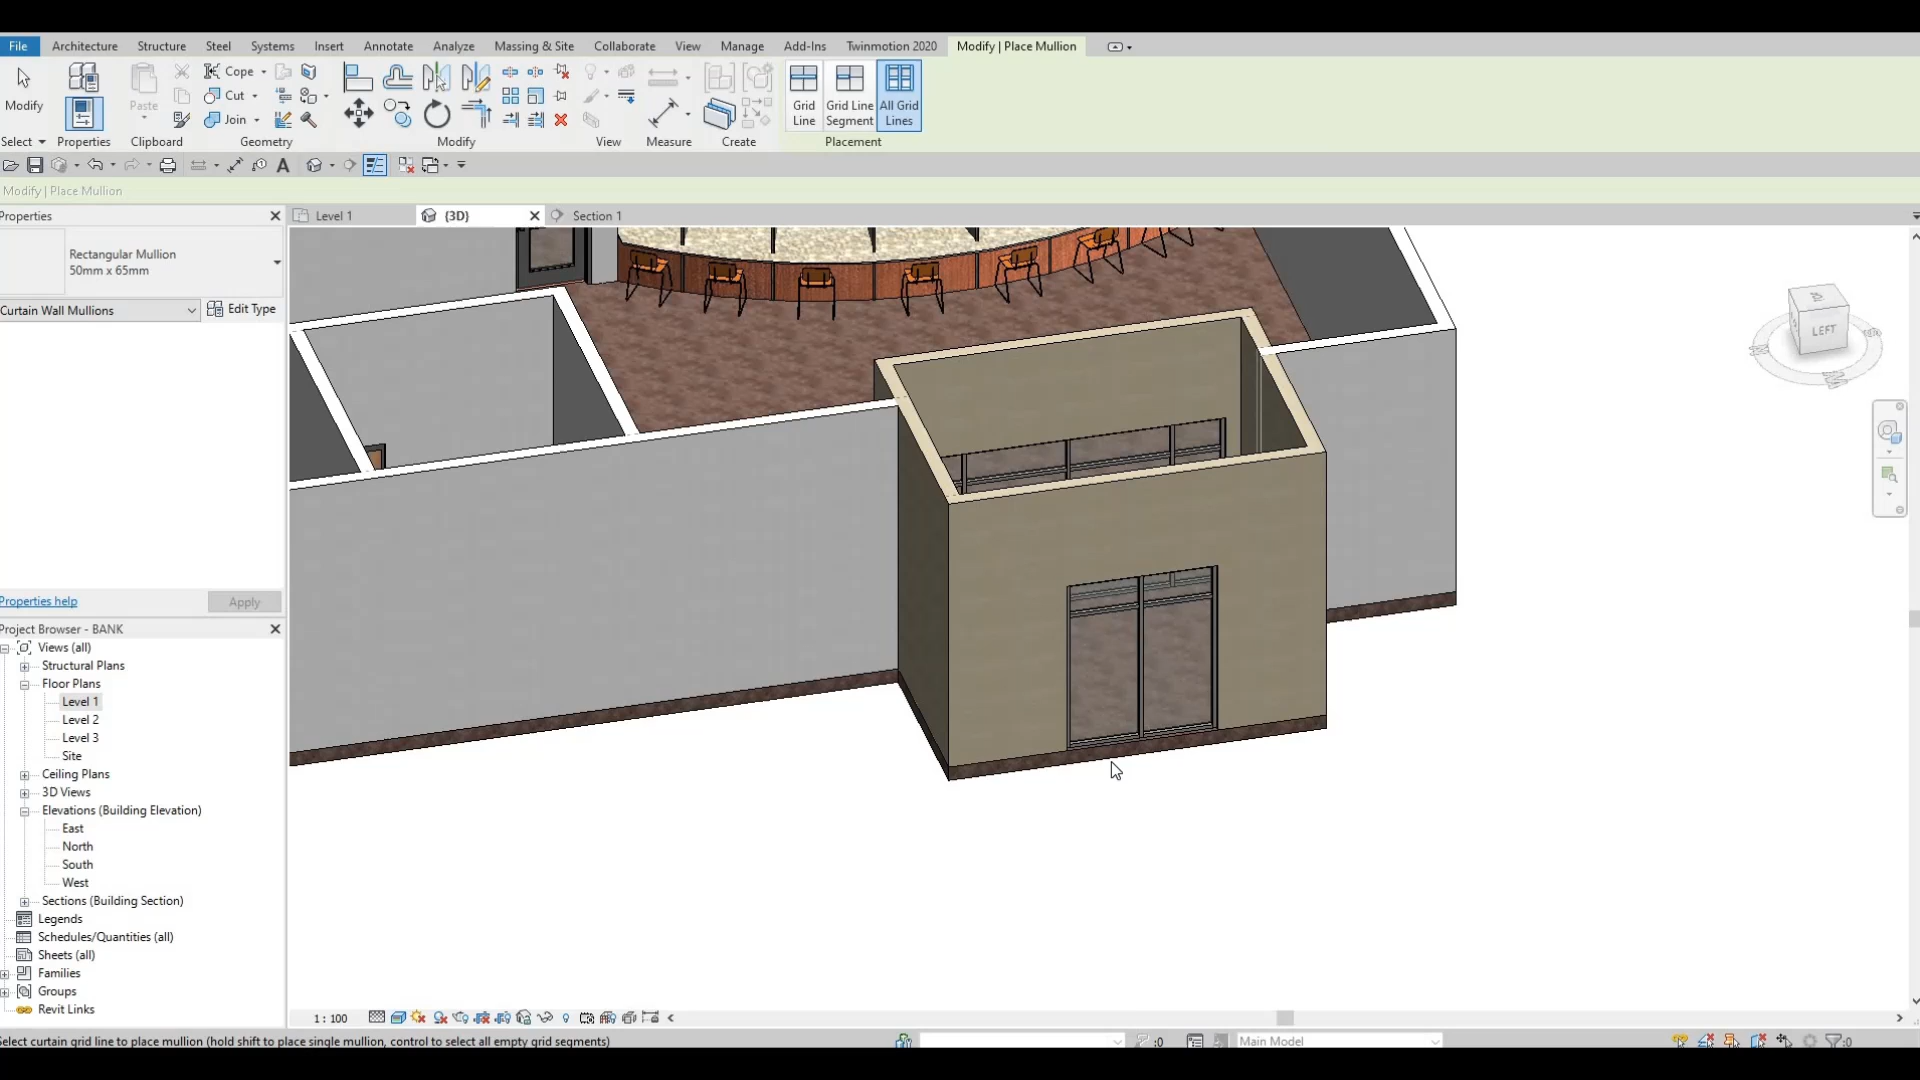 File Architecture Structure Steel Systems Insert Annotate Analyze Massing & Site Collaborate View Manage Add-Ins Twinmotion 2020 Modify | Place Mullion
Modify
Paste
Cope
Cut
Join
Grid Line
Grid Line Segment
All Grid Lines
Select Properties Clipboard Geometry Modify View Measure Create Placement
Modify | Place Mullion
Properties
Level 1 {3D} Section 1
Rectangular Mullion
50mm x 65mm
Curtain Wall Mullions Edit Type
LEFT
Properties help Apply
Project Browser - BANK
Views (all)
Structural Plans
Floor Plans
Level 1
Level 2
Level 3
Site
Ceiling Plans
3D Views
Elevations (Building Elevation)
East
North
South
West
Sections (Building Section)
Legends
Schedules/Quantities (all)
Sheets (all)
Families
Groups
Revit Links
1 : 100
Select curtain grid line to place mullion (hold shift to place single mullion, control to select all empty grid segments) :0 Main Model :0